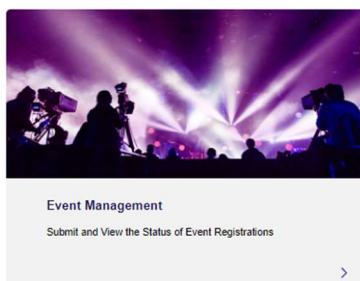 Event Management
Submit and View the Status of Event Registrations